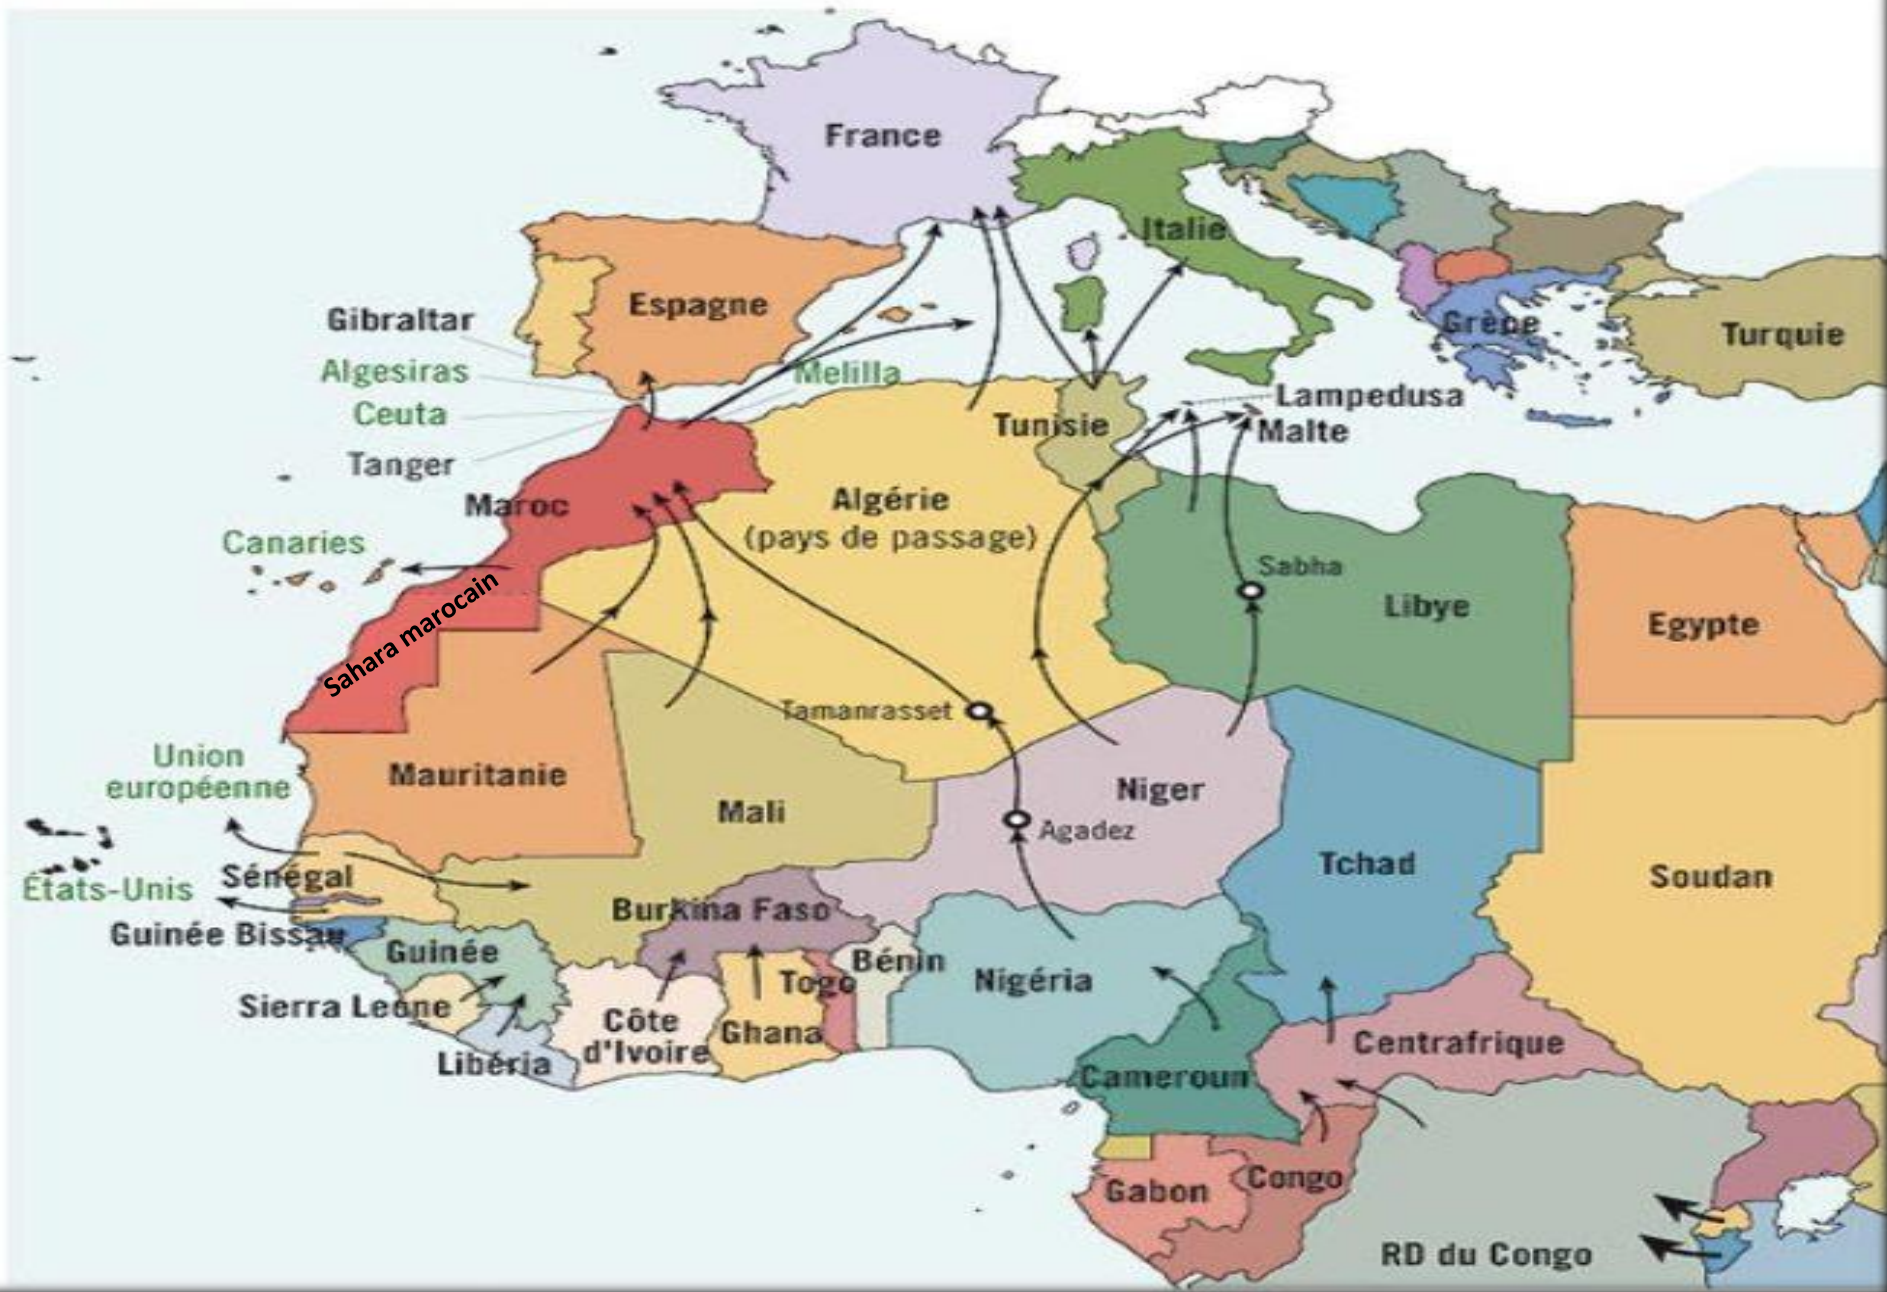 France
Italie
Espagne
Gibraltar
Algesiras
Ceuta
Tanger
Melilla
Grèce
Turquie
Lampedusa
Malte
Tunisie
Maroc
Algérie
(pays de passage)
Canaries
Sahara marocain
Sabha
Libye
Egypte
Tamanrasset
Union
européenne
Mauritanie
Mali
Niger
Agadez
Tchad
Soudan
États-Unis
Sénégal
Guinée Bissau
Guinée
Burkina Faso
Bénin
Togo
Nigéria
Sierra Leone
Libéria
Côte
d'Ivoire
Ghana
Centrafrique
Cameroun
Gabon
Congo
RD du Congo